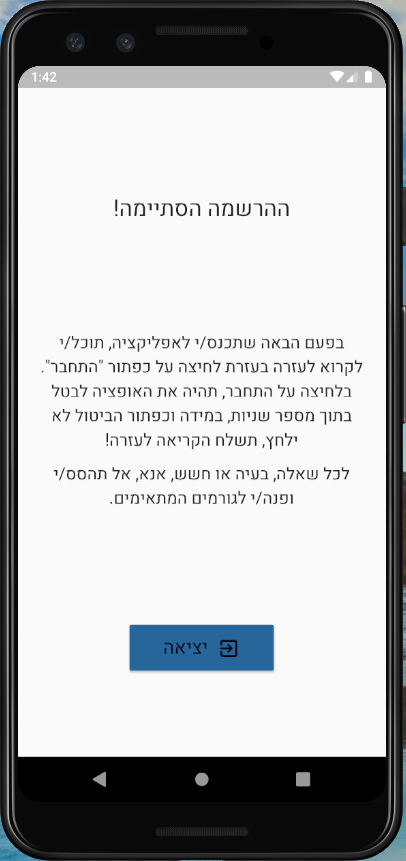 1:42
ההרשמה הסתיימה!
בפעם הבאה שתכנס/י לאפליקציה, תוכל/י
לקרוא לעזרה בעזרת לחיצה על כפתור "התחבר".
בלחיצה על התחבר, תהיה את האופציה לבטל
בתוך מספר שניות, במידה וכפתור הביטול לא
ילחץ, תשלח הקריאה לעזרה!
לכל שאלה, בעיה או חשש, אנא, אל תהסס/י
ופנה/י לגורמים המתאימים.
יציאה